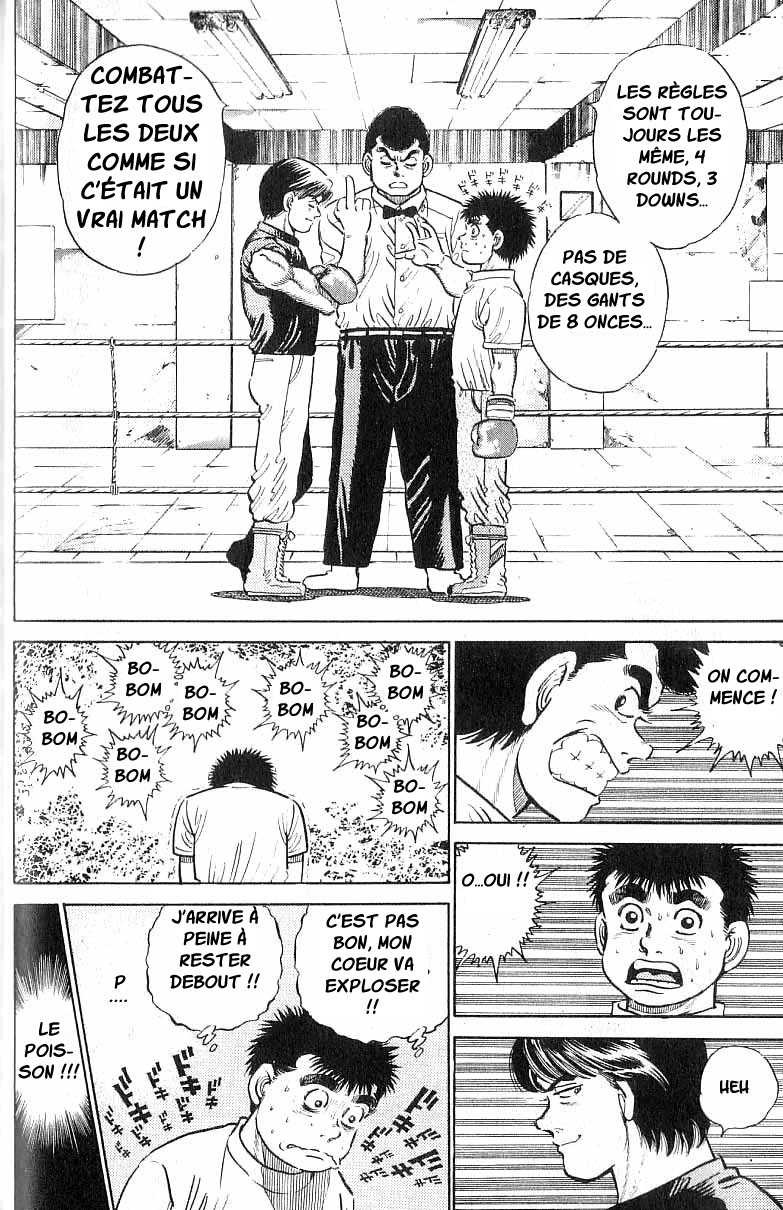 LES RÈGLES
SONT TOU-
JOURS LES
MÊME, 4
ROUNDS, 3
DOWNS...
PAS DE
CASQUES,
DES GANTS
DE 8 ONCES...
COMBAT-
TEZ TOUS
LES DEUX
COMME SI
C'ÉTAIT UN
VRAI MATCH
!
ON COM-
MENCE !
O...OUI !!
HEH
BO-
BOM
BO-
BOM
BO-
BOM
BO-
BOM
BO-
BOM
BO-
BOM
BO-
BOM
BO-
BOM
C'EST PAS
BON, MON
COEUR VA
EXPLOSER
!!
J'ARRIVE À
PEINE À
RESTER
DEBOUT !!
P
....
LE
POIS-
SON !!!